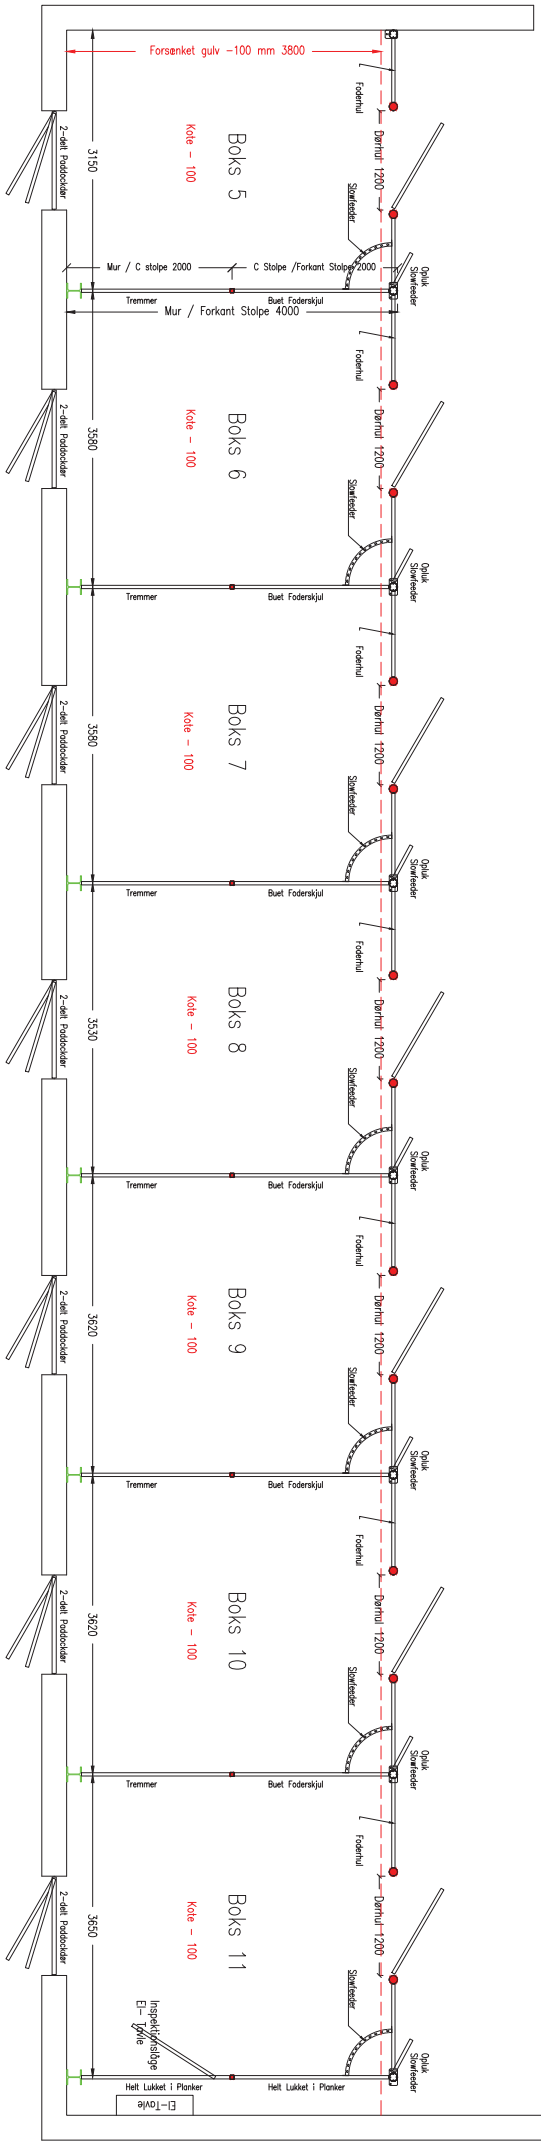 Forsænket gulv -100 mm 3800
Foderhul
2-delt Paddockdør
3150
Kote - 100
Boks 5
Dørhul 1200
Slowfeeder
Mur / C stolpe 2000
C Stolpe /Forkant Stolpe 2000
Opluk
Slowfeeder
Tremmer
Buet Foderskjul
Mur / Forkant Stolpe 4000
Foderhul
2-delt Paddockdør
3580
Kote - 100
Boks 6
Dørhul 1200
Slowfeeder
Opluk
Slowfeeder
Tremmer
Buet Foderskjul
Foderhul
2-delt Paddockdør
3580
Kote - 100
Boks 7
Dørhul 1200
Slowfeeder
Opluk
Slowfeeder
Tremmer
Buet Foderskjul
Foderhul
2-delt Paddockdør
3530
Kote - 100
Boks 8
Dørhul 1200
Slowfeeder
Opluk
Slowfeeder
Tremmer
Buet Foderskjul
Foderhul
2-delt Paddockdør
3620
Kote - 100
Boks 9
Dørhul 1200
Slowfeeder
Opluk
Slowfeeder
Tremmer
Buet Foderskjul
Foderhul
2-delt Paddockdør
3620
Kote - 100
Boks 10
Dørhul 1200
Slowfeeder
Opluk
Slowfeeder
Tremmer
Buet Foderskjul
Foderhul
2-delt Paddockdør
3650
Kote - 100
Boks 11
Dørhul 1200
Slowfeeder
Opluk
Slowfeeder
Inspektionslåge
El- Tavle
Helt Lukket i Planker
Helt Lukket i Planker
El-Tavle